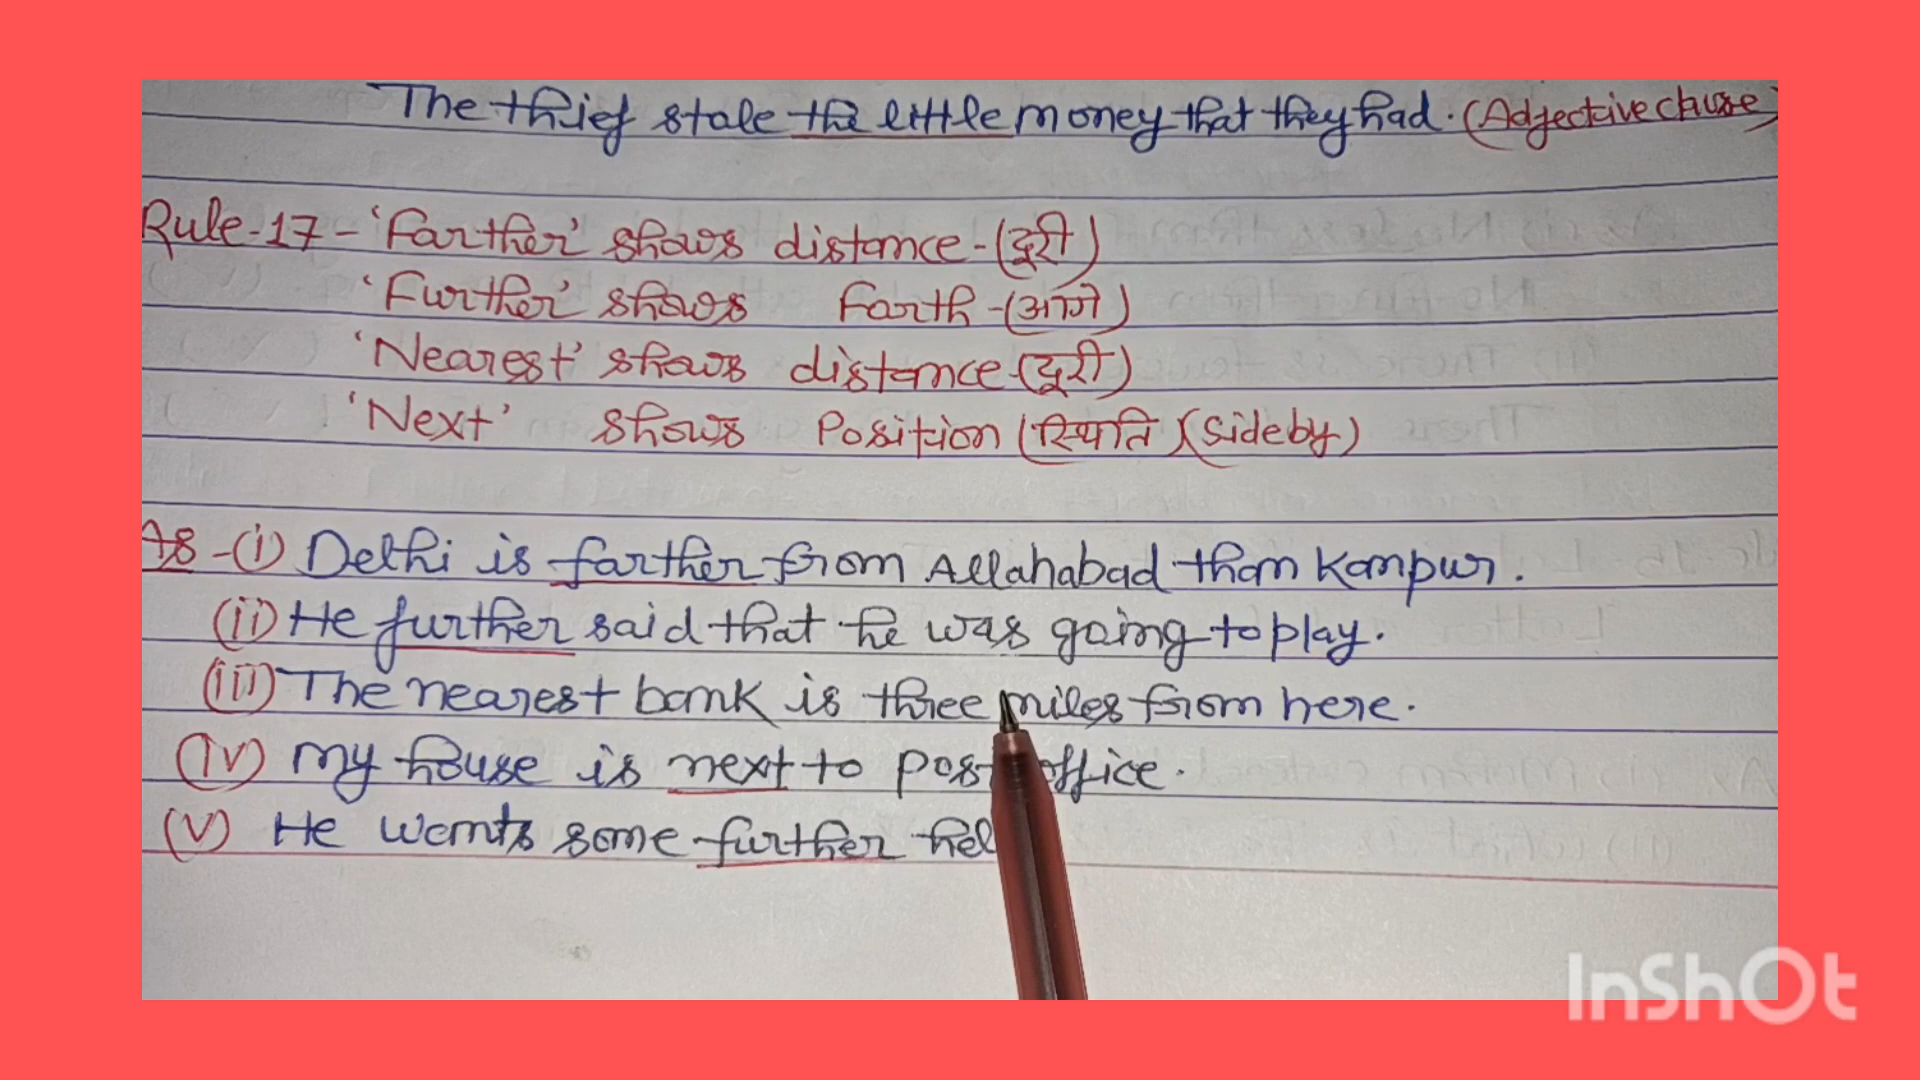 The thief stole the little money that they had. (Adjective clause)
Rule-17 - 'Farther' shows distance - (दूरी)
'Further' shows Farth - (आगे)
'Nearest' shows distance - (दूरी)
'Next' shows Position (स्थिति) (side by)
As - (i) Delhi is farther from Allahabad than Kanpur.
(ii) He further said that he was going to play.
(iii) The nearest bank is three miles from here.
(iv) My house is next to post office.
(v) He wants some further hel
InShOt